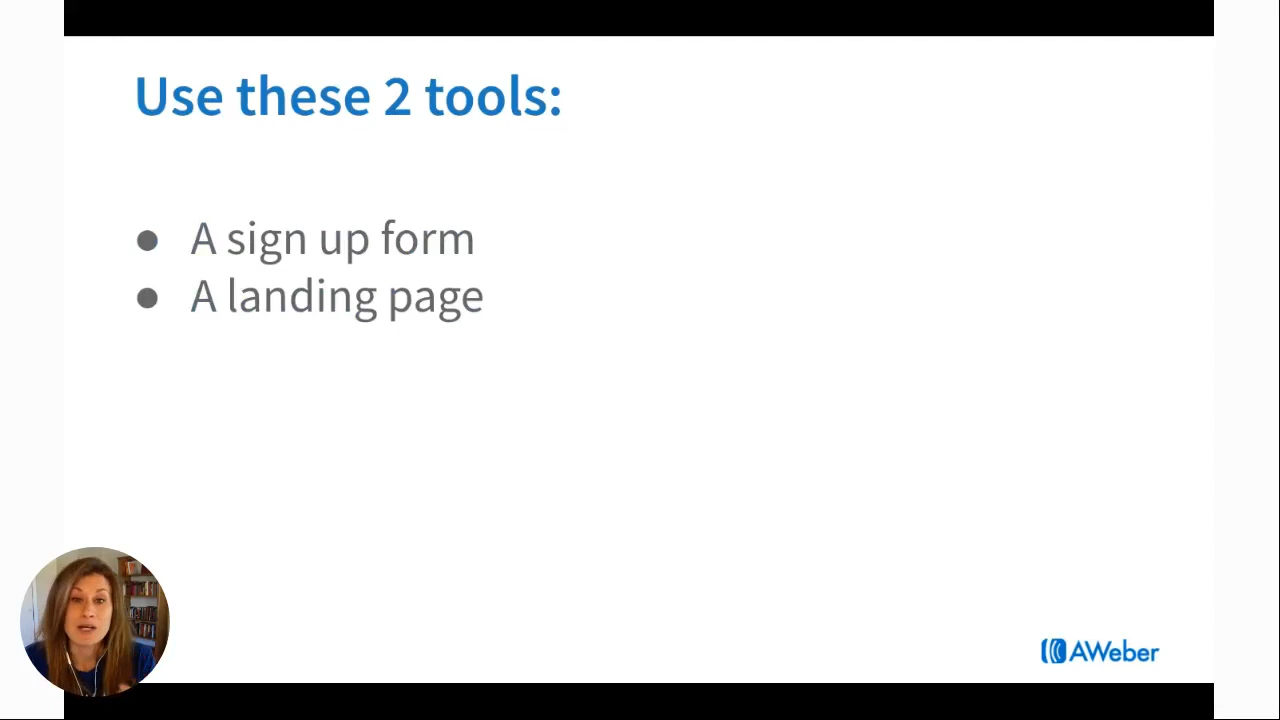 Use these 2 tools:
● A sign up form
● A landing page
AWeber